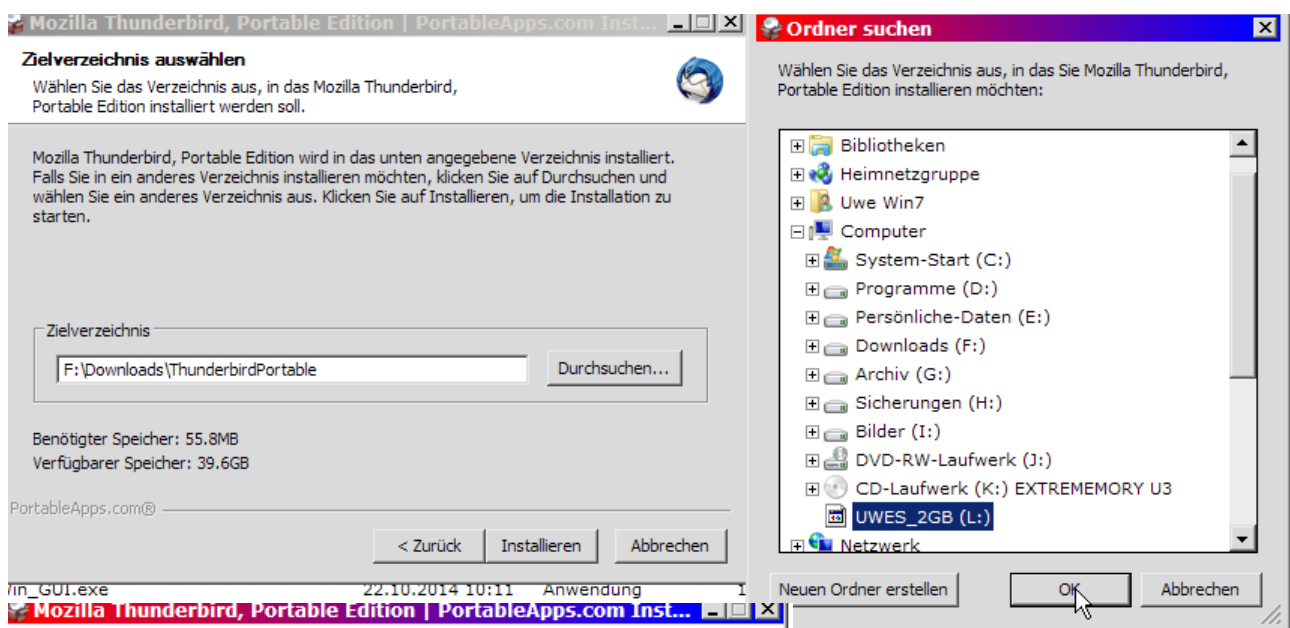 Mozilla Thunderbird, Portable Edition | PortableApps.com Inst...
Zielverzeichnis auswählen
Wählen Sie das Verzeichnis aus, in das Mozilla Thunderbird,
Portable Edition installiert werden soll.
Mozilla Thunderbird, Portable Edition wird in das unten angegebene Verzeichnis installiert.
Falls Sie in ein anderes Verzeichnis installieren möchten, klicken Sie auf Durchsuchen und
wählen Sie ein anderes Verzeichnis aus. Klicken Sie auf Installieren, um die Installation zu
starten.
Zielverzeichnis
F:\Downloads\ThunderbirdPortable
Durchsuchen...
Benötigter Speicher: 55.8MB
Verfügbarer Speicher: 39.6GB
PortableApps.com®
< Zurück
Installieren
Abbrechen
in_GUI.exe 22.10.2014 10:11 Anwendung 1
Mozilla Thunderbird, Portable Edition | PortableApps.com Inst...
Ordner suchen
Wählen Sie das Verzeichnis aus, in das Sie Mozilla Thunderbird,
Portable Edition installieren möchten:
Bibliotheken
Heimnetzgruppe
Uwe Win7
Computer
System-Start (C:)
Programme (D:)
Persönliche-Daten (E:)
Downloads (F:)
Archiv (G:)
Sicherungen (H:)
Bilder (I:)
DVD-RW-Laufwerk (J:)
CD-Laufwerk (K:) EXTREMEMORY U3
UWES_2GB (L:)
Netzwerk
Neuen Ordner erstellen
OK
Abbrechen